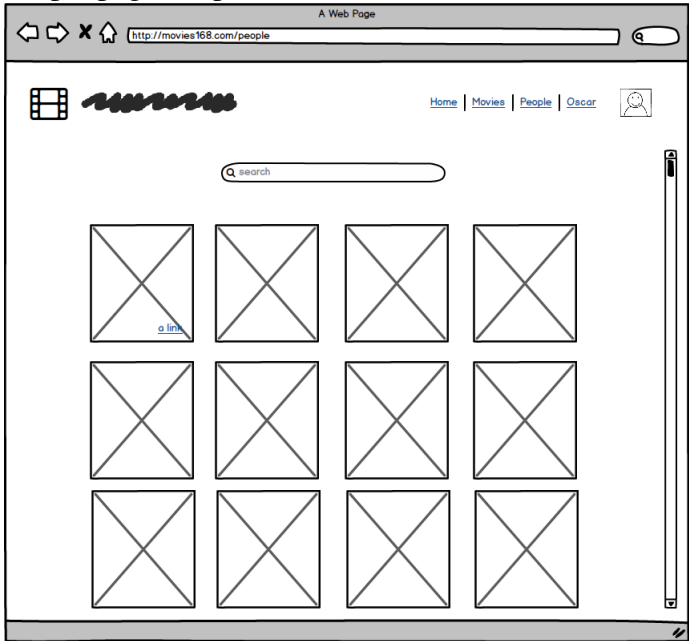 A Web Page
http://movies168.com/people
Home | Movies | People | Oscar
search
a link